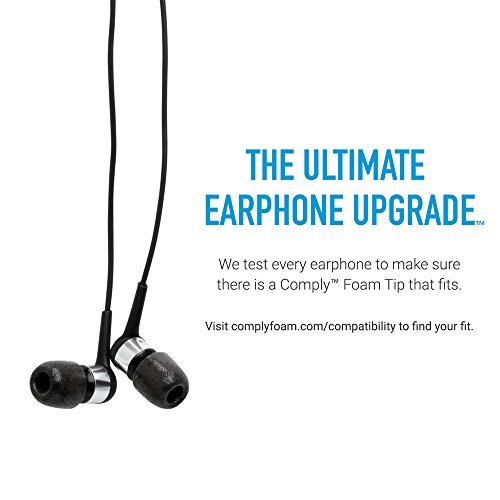 THE ULTIMATE
EARPHONE UPGRADE™
We test every earphone to make sure
there is a Comply™ Foam Tip that fits.
Visit complyfoam.com/compatibility to find your fit.